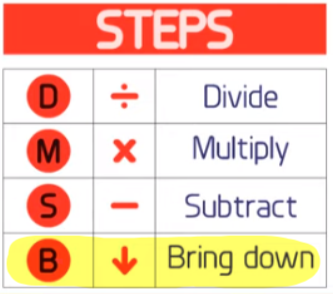 STEPS
D ÷ Divide
M × Multiply
S − Subtract
B ↓ Bring down